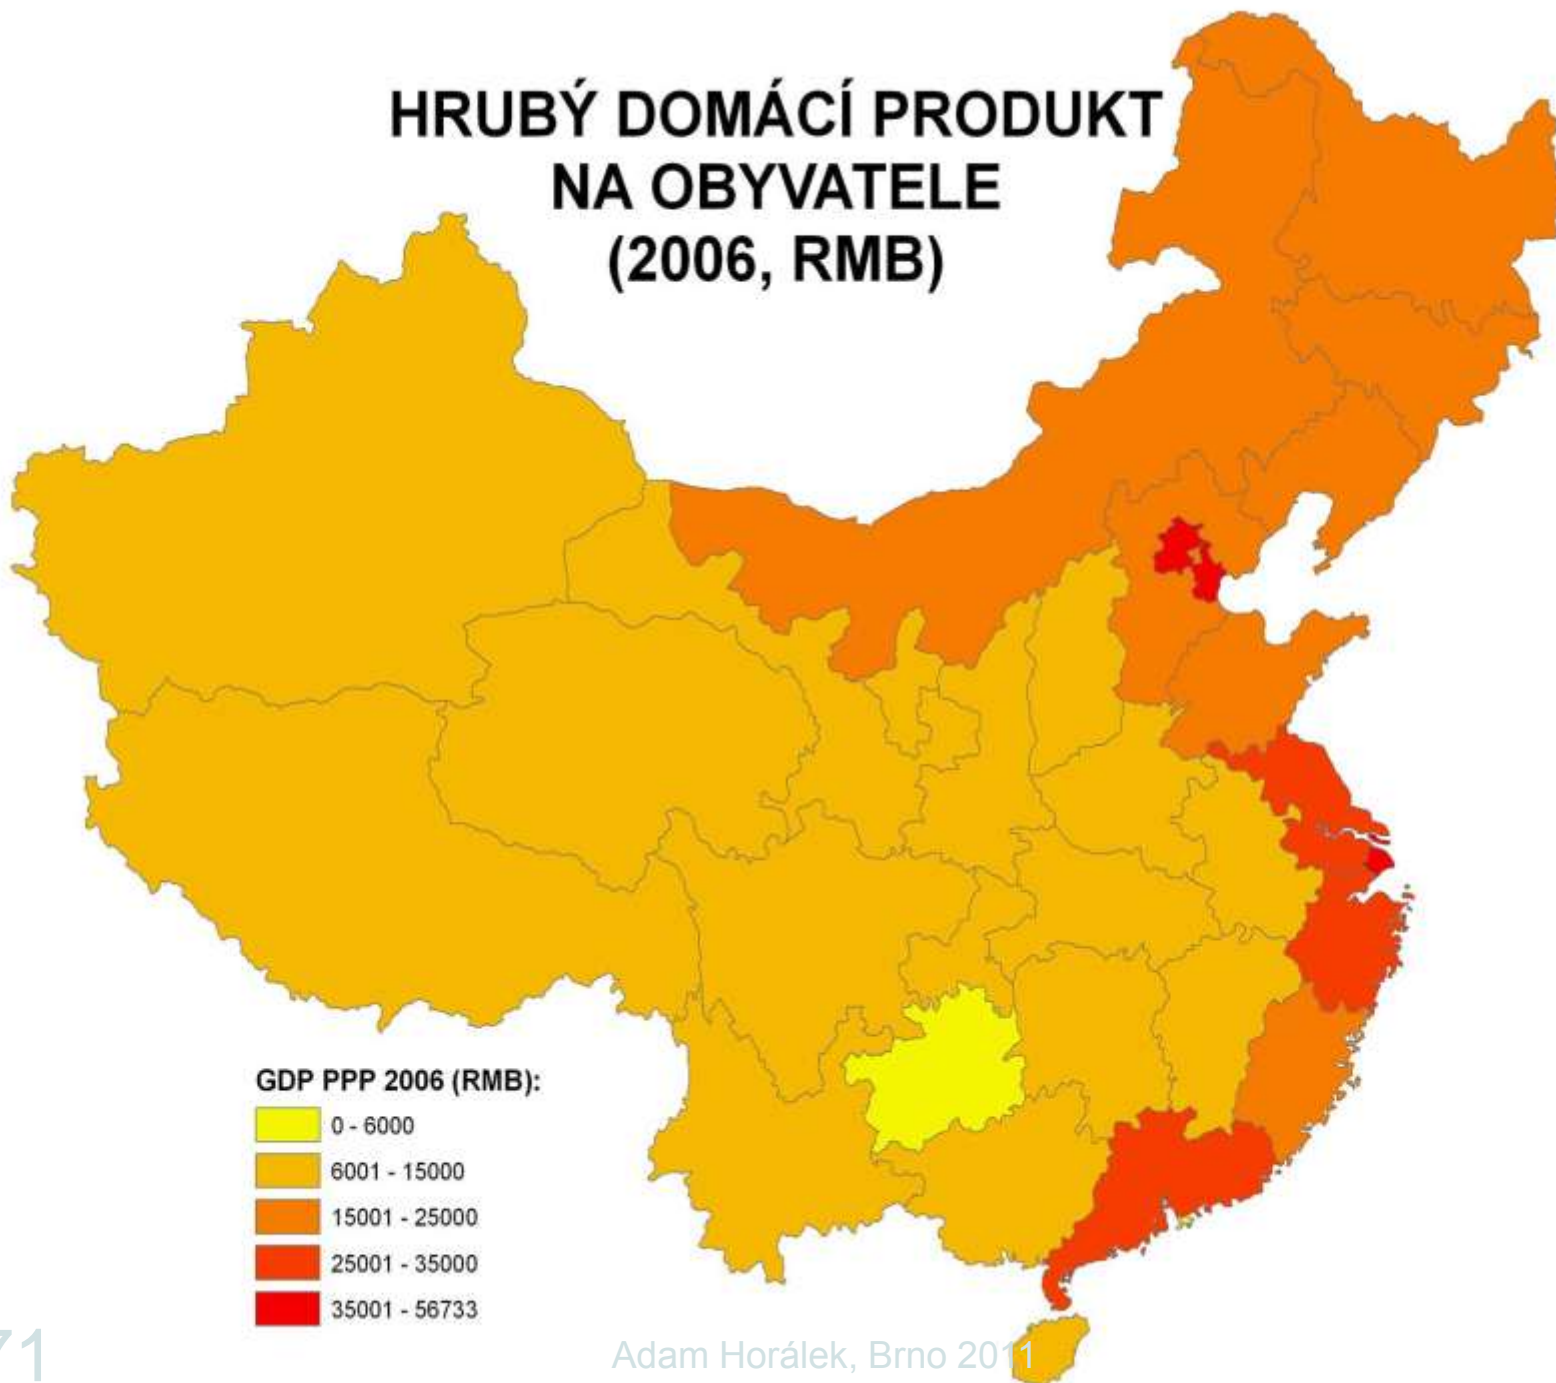 HRUBÝ DOMÁCÍ PRODUKT
NA OBYVATELE
(2006, RMB)
GDP PPP 2006 (RMB):
0 - 6000
6001 - 15000
15001 - 25000
25001 - 35000
35001 - 56733
71
Adam Horálek, Brno 2011